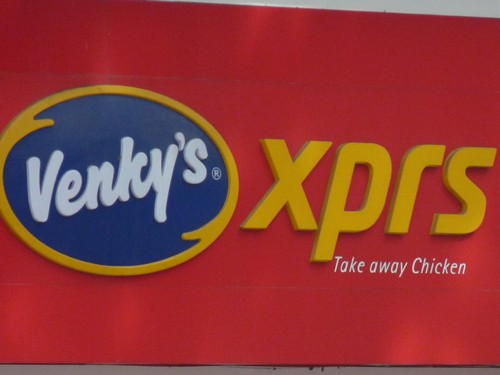 Venky's® xprs
Take away Chicken